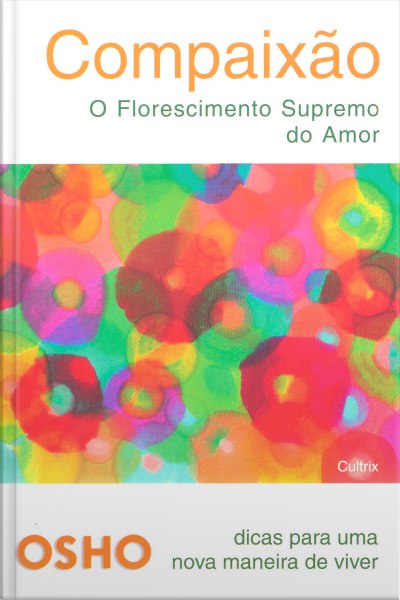 Compaixão
O Florescimento Supremo
do Amor
Cultrix
OSHO
dicas para uma
nova maneira de viver